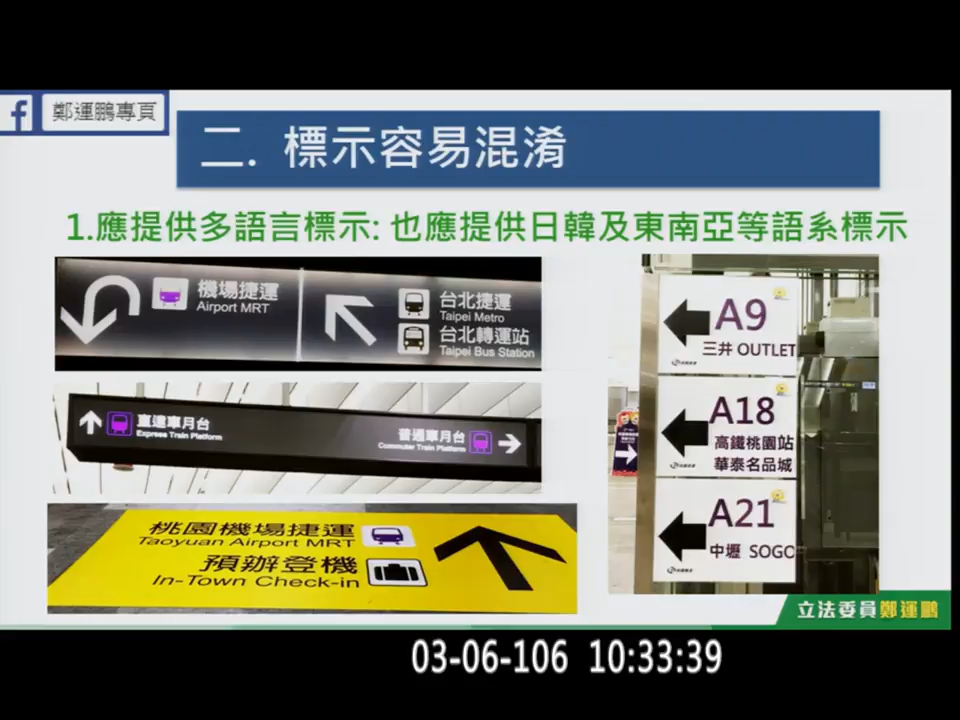 f 鄭運鵬專頁
二. 標示容易混淆
1.應提供多語言標示: 也應提供日韓及東南亞等語系標示
機場捷運
Airport MRT
台北捷運
Taipei Metro
台北轉運站
Taipei Bus Station
直達車月台
Express Train Platform
普通車月台
Commuter Train Platform
桃園機場捷運
Taoyuan Airport MRT
預辦登機
In-Town Check-in
A9
三井 OUTLET
A18
高鐵桃園站
華泰名品城
A21
中壢 SOGO
立法委員鄭運鵬
03-06-106 10:33:39